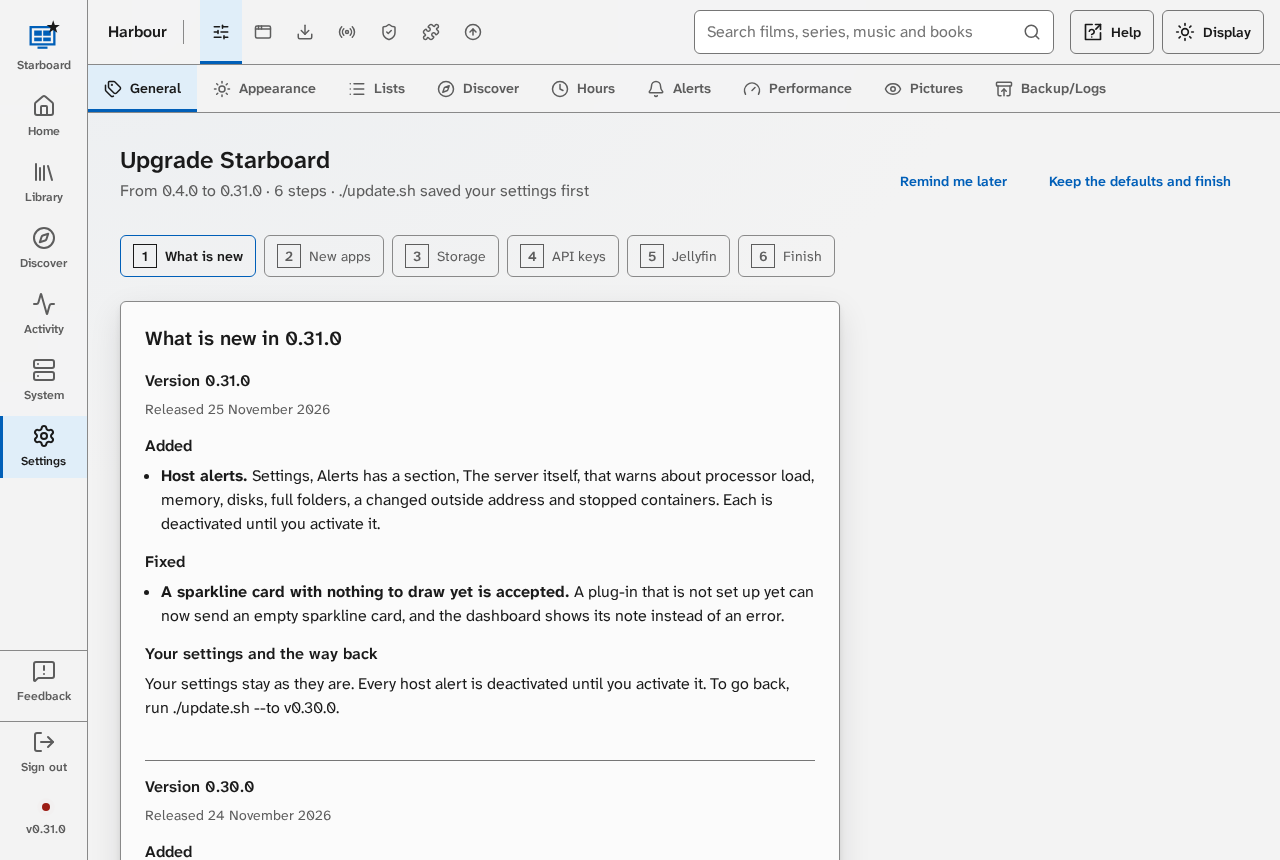 Starboard
Home
Library
Discover
Activity
System
Settings
Feedback
Sign out
v0.31.0
Harbour
Search films, series, music and books
Help
Display
General
Appearance
Lists
Discover
Hours
Alerts
Performance
Pictures
Backup/Logs
Upgrade Starboard
From 0.4.0 to 0.31.0 · 6 steps · ./update.sh saved your settings first
Remind me later
Keep the defaults and finish
1 What is new
2 New apps
3 Storage
4 API keys
5 Jellyfin
6 Finish
What is new in 0.31.0
Version 0.31.0
Released 25 November 2026
Added
• Host alerts. Settings, Alerts has a section, The server itself, that warns about processor load,
memory, disks, full folders, a changed outside address and stopped containers. Each is
deactivated until you activate it.
Fixed
• A sparkline card with nothing to draw yet is accepted. A plug-in that is not set up yet can
now send an empty sparkline card, and the dashboard shows its note instead of an error.
Your settings and the way back
Your settings stay as they are. Every host alert is deactivated until you activate it. To go back,
run ./update.sh --to v0.30.0.
Version 0.30.0
Released 24 November 2026
Added